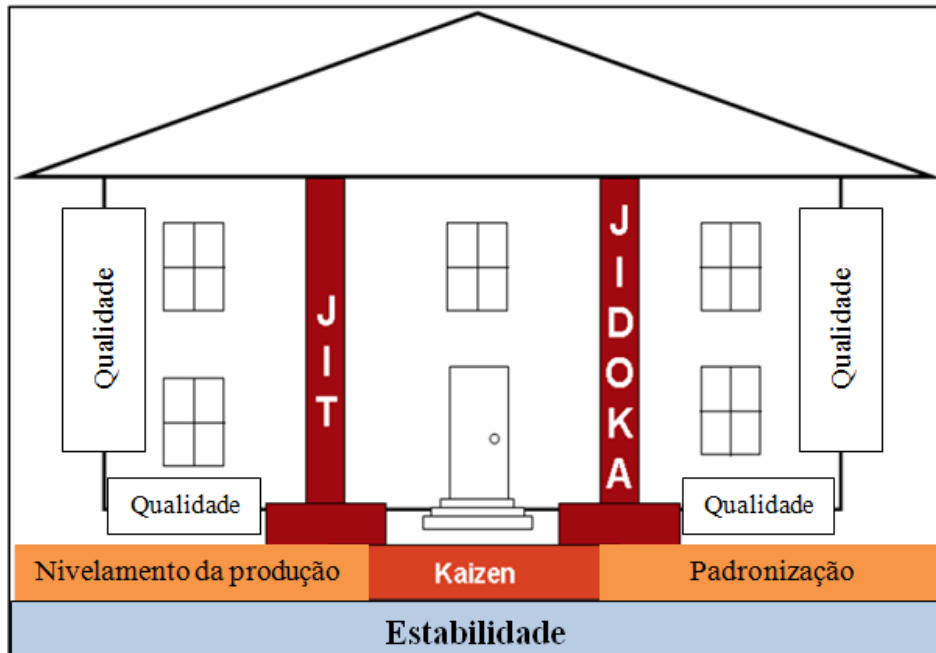 Qualidade
JIT
JIDOKA
Qualidade
Qualidade
Qualidade
Nivelamento da produção
Kaizen
Padronização
Estabilidade